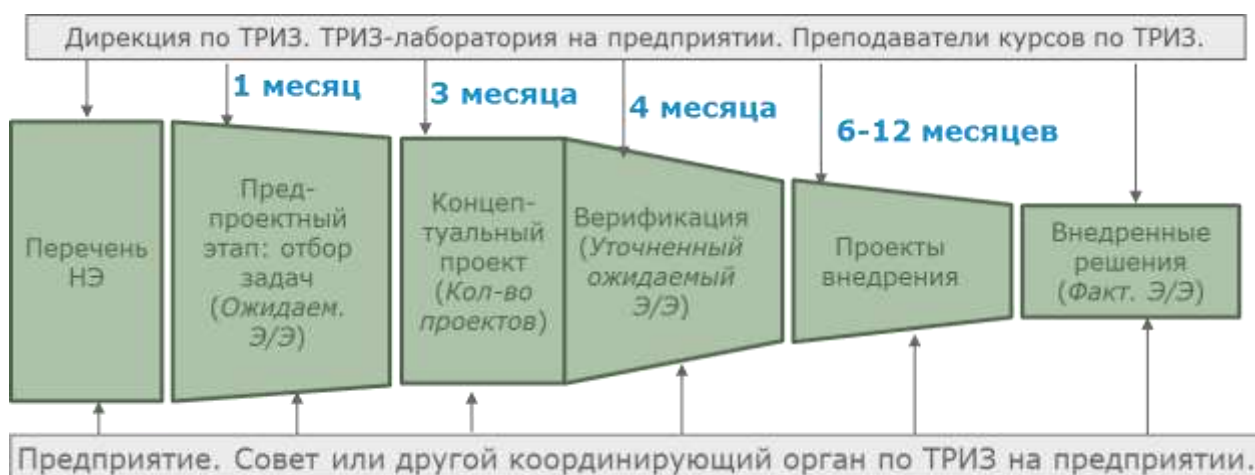 Дирекция по ТРИЗ. ТРИЗ-лаборатория на предприятии. Преподаватели курсов по ТРИЗ.
1 месяц
3 месяца
4 месяца
6-12 месяцев
Перечень
НЭ
Пред-
проектный
этап: отбор
задач
(Ожидаем.
Э/Э)
Концеп-
туальный
проект
(Кол-во
проектов)
Верификация
(Уточненный
ожидаемый
Э/Э)
Проекты
внедрения
Внедренные
решения
(Факт. Э/Э)
Предприятие. Совет или другой координирующий орган по ТРИЗ на предприятии